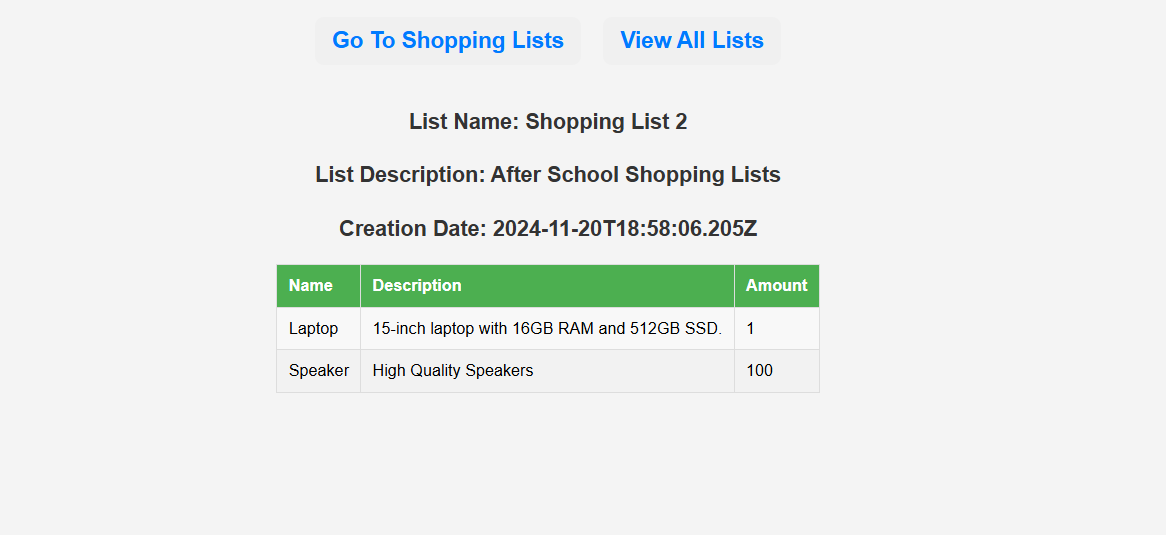 Go To Shopping Lists View All Lists
List Name: Shopping List 2
List Description: After School Shopping Lists
Creation Date: 2024-11-20T18:58:06.205Z
Name Description Amount
Laptop 15-inch laptop with 16GB RAM and 512GB SSD. 1
Speaker High Quality Speakers 100